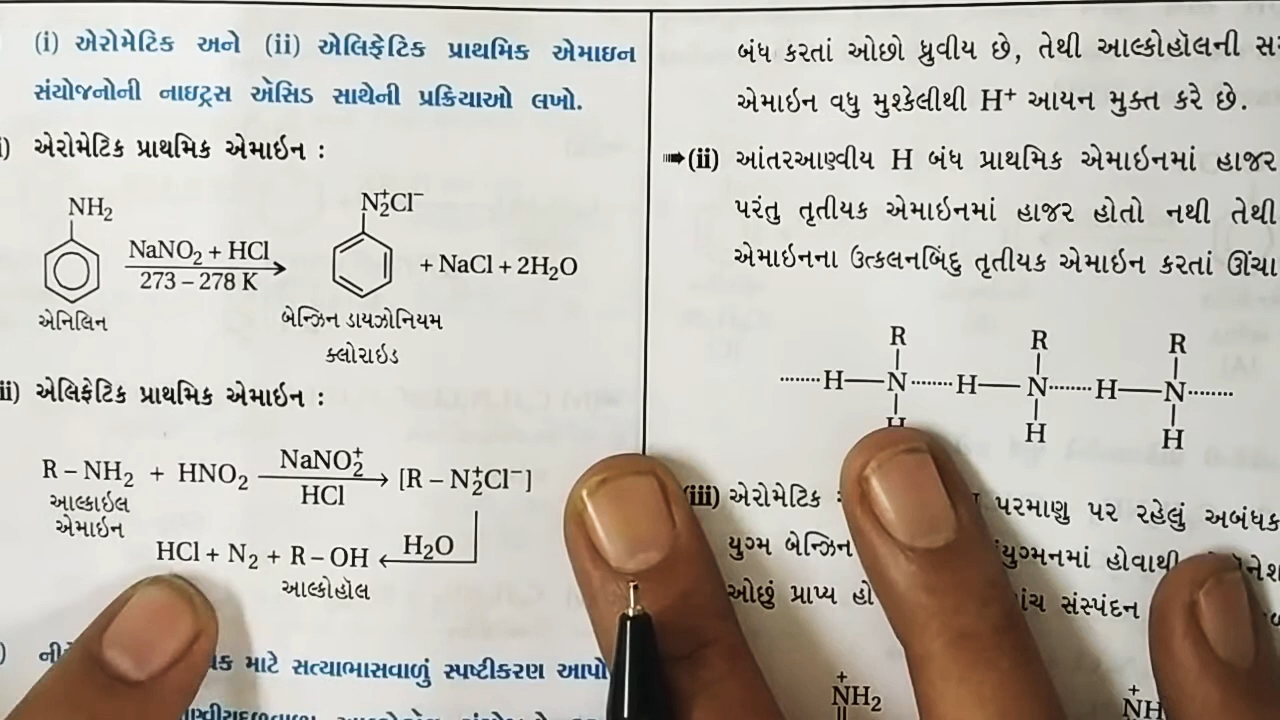 (i) એરોમેટિક અને (ii) એલિફેટિક પ્રાથમિક એમાઇન
સંયોજનોની નાઇટ્રસ ઍસિડ સાથેની પ્રક્રિયાઓ લખો.
i) એરોમેટિક પ્રાથમિક એમાઇન :
NH₂
NaNO₂ + HCl
273 – 278 K
એનિલિન
N₂⁺Cl⁻
+ NaCl + 2H₂O
બેન્ઝિન ડાયઝોનિયમ
ક્લોરાઇડ
ii) એલિફેટિક પ્રાથમિક એમાઇન :
R – NH₂ + HNO₂ NaNO₂⁺ [R – N₂⁺Cl⁻]
HCl
આલ્કાઇલ
એમાઇન
HCl + N₂ + R – OH H₂O
આલ્કોહૉલ
માટે સત્યાભાસવાળું સ્પષ્ટીકરણ આપો
બંધ કરતાં ઓછો ધ્રુવીય છે, તેથી આલ્કોહૉલની
એમાઇન વધુ મુશ્કેલીથી H⁺ આયન મુક્ત કરે છે.
➠(ii) આંતરઆણ્વીય H બંધ પ્રાથમિક એમાઇનમાં હાજર
પરંતુ તૃતીયક એમાઇનમાં હાજર હોતો નથી તેથી
એમાઇનના ઉત્કલનબિંદુ તૃતીયક એમાઇન કરતાં ઊંચા
R R R
........H—N........H—N.......H—N........
H H H
(iii) એરોમેટિક પરમાણુ પર રહેલું અબંધક
યુગ્મ બેન્ઝિન હોવાથી
ઓછું પ્રાપ્ય સંસ્પંદન
⁺NH₂ ⁺NH